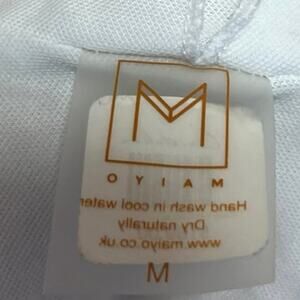 MAIYO
Hand wash in cool water
Dry naturally
www.maiyo.co.uk
M